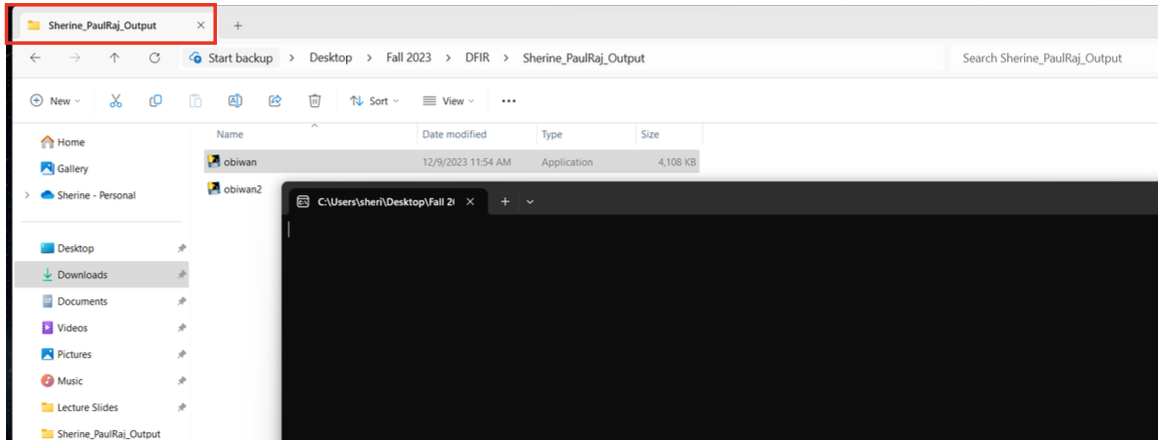 Sherine_PaulRaj_Output
Start backup > Desktop > Fall 2023 > DFIR > Sherine_PaulRaj_Output
Search Sherine_PaulRaj_Output
New
Sort
View
Home
Gallery
Sherine - Personal
Desktop
Downloads
Documents
Videos
Pictures
Music
Lecture Slides
Sherine_PaulRaj_Output
Name Date modified Type Size
obiwan 12/9/2023 11:54 AM Application 4,108 KB
obiwan2
C:\Users\sheri\Desktop\Fall 2